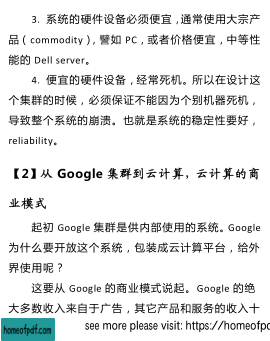 3. 系统的硬件设备必须便宜，通常使用大宗产
品（commodity），譬如 PC，或者价格便宜，中等性
能的 Dell server。
4. 便宜的硬件设备，经常死机。所以在设计这
个集群的时候，必须保证不能因为个别机器死机，
导致整个系统的崩溃。也就是系统的稳定性要好，
reliability。
【2】从 Google 集群到云计算，云计算的商
业模式
起初 Google 集群是供内部使用的系统。Google
为什么要开放这个系统，包装成云计算平台，给外
界使用呢？
这要从 Google 的商业模式说起。Google 的绝
大多数收入来自于广告，其它产品和服务的收入十
homeofpdf.com
see more please visit: https://homeofpd